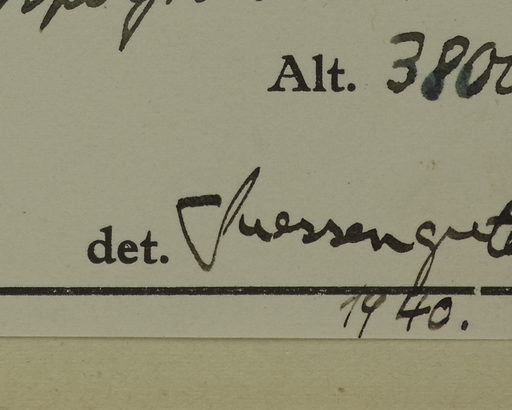 Alt. 3800
det. Suessenguth
1940.